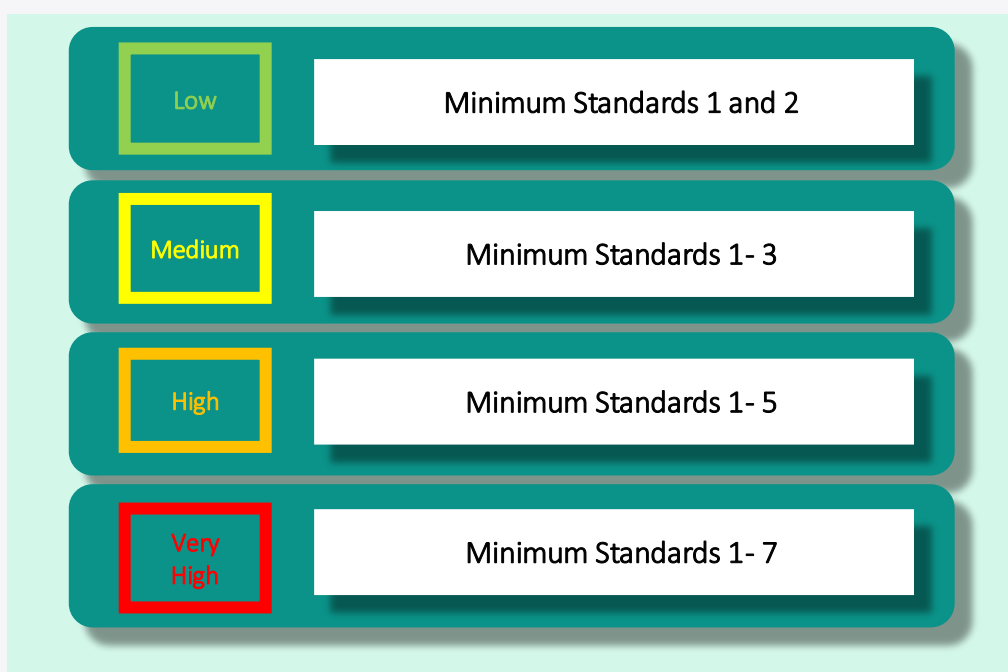 Low
Minimum Standards 1 and 2
Medium
Minimum Standards 1- 3
High
Minimum Standards 1- 5
Very
High
Minimum Standards 1- 7